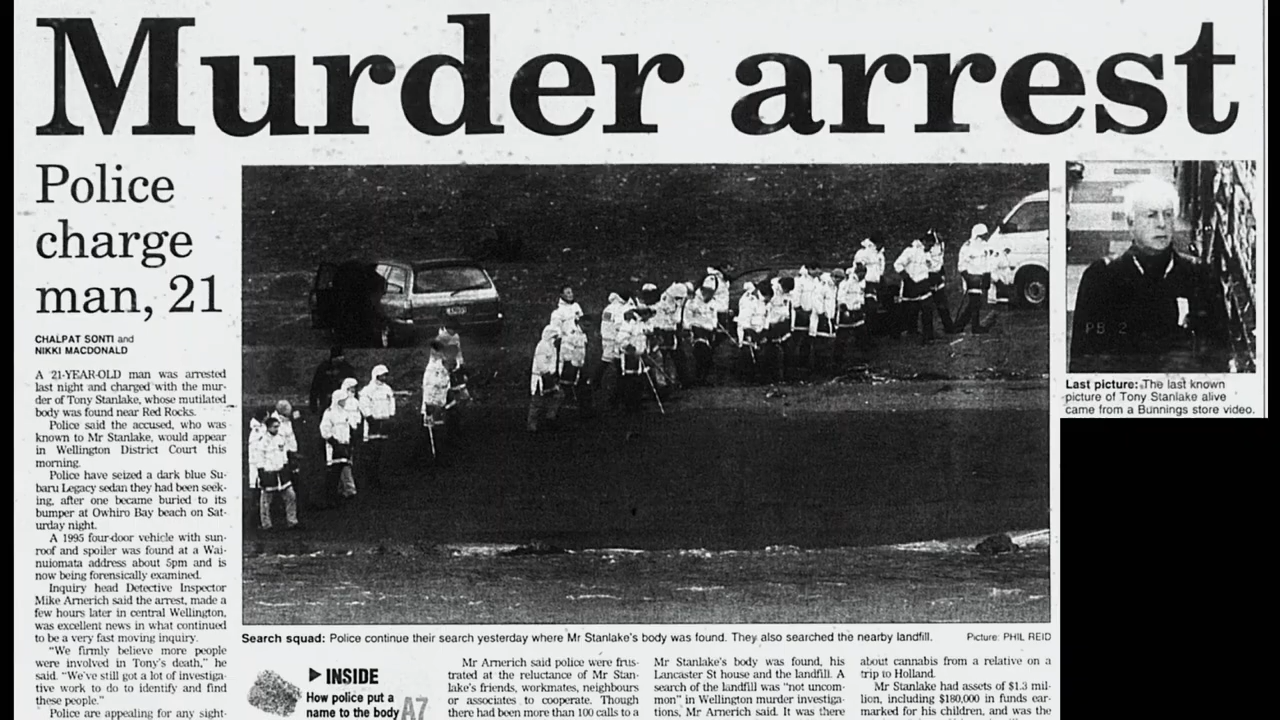 Murder arrest
Police
charge
man, 21
CHALPAT SONTI and
NIKKI MACDONALD
A 21-YEAR-OLD man was arrested
last night and charged with the mur-
der of Tony Stanlake, whose mutilated
body was found near Red Rocks.
Police said the accused, who was
known to Mr Stanlake, would appear
in Wellington District Court this
morning.
Police have seized a dark blue Su-
baru Legacy sedan they had been seek-
ing, after one became buried to its
bumper at Owhiro Bay beach on Sat-
urday night.
A 1995 four-door vehicle with sun-
roof and spoiler was found at a Wai-
nuiomata address about 5pm and is
now being forensically examined.
Inquiry head Detective Inspector
Mike Arnerich said the arrest, made a
few hours later in central Wellington,
was excellent news in what continued
to be a very fast moving inquiry.
"We firmly believe more people
were involved in Tony's death," he
said. "We've still got a lot of investiga-
tive work to do to identify and find
these people."
Police are appealing for any sight-
PB 2
Last picture: The last known
picture of Tony Stanlake alive
came from a Bunnings store video.
Search squad: Police continue their search yesterday where Mr Stanlake's body was found. They also searched the nearby landfill.
Picture: PHIL REID
INSIDE
How police put a
name to the body A7
Mr Arnerich said police were frus-
trated at the reluctance of Mr Stan-
lake's friends, workmates, neighbours
or associates to cooperate. Though
there had been more than 100 calls to a
Mr Stanlake's body was found, his
Lancaster St house and the landfill. A
search of the landfill was "not uncom-
mon" in Wellington murder investiga-
tions, Mr Arnerich said. It was there
about cannabis from a relative on a
trip to Holland.
Mr Stanlake had assets of $1.3 mil-
lion, including $180,000 in funds ear-
marked for his children, and was the